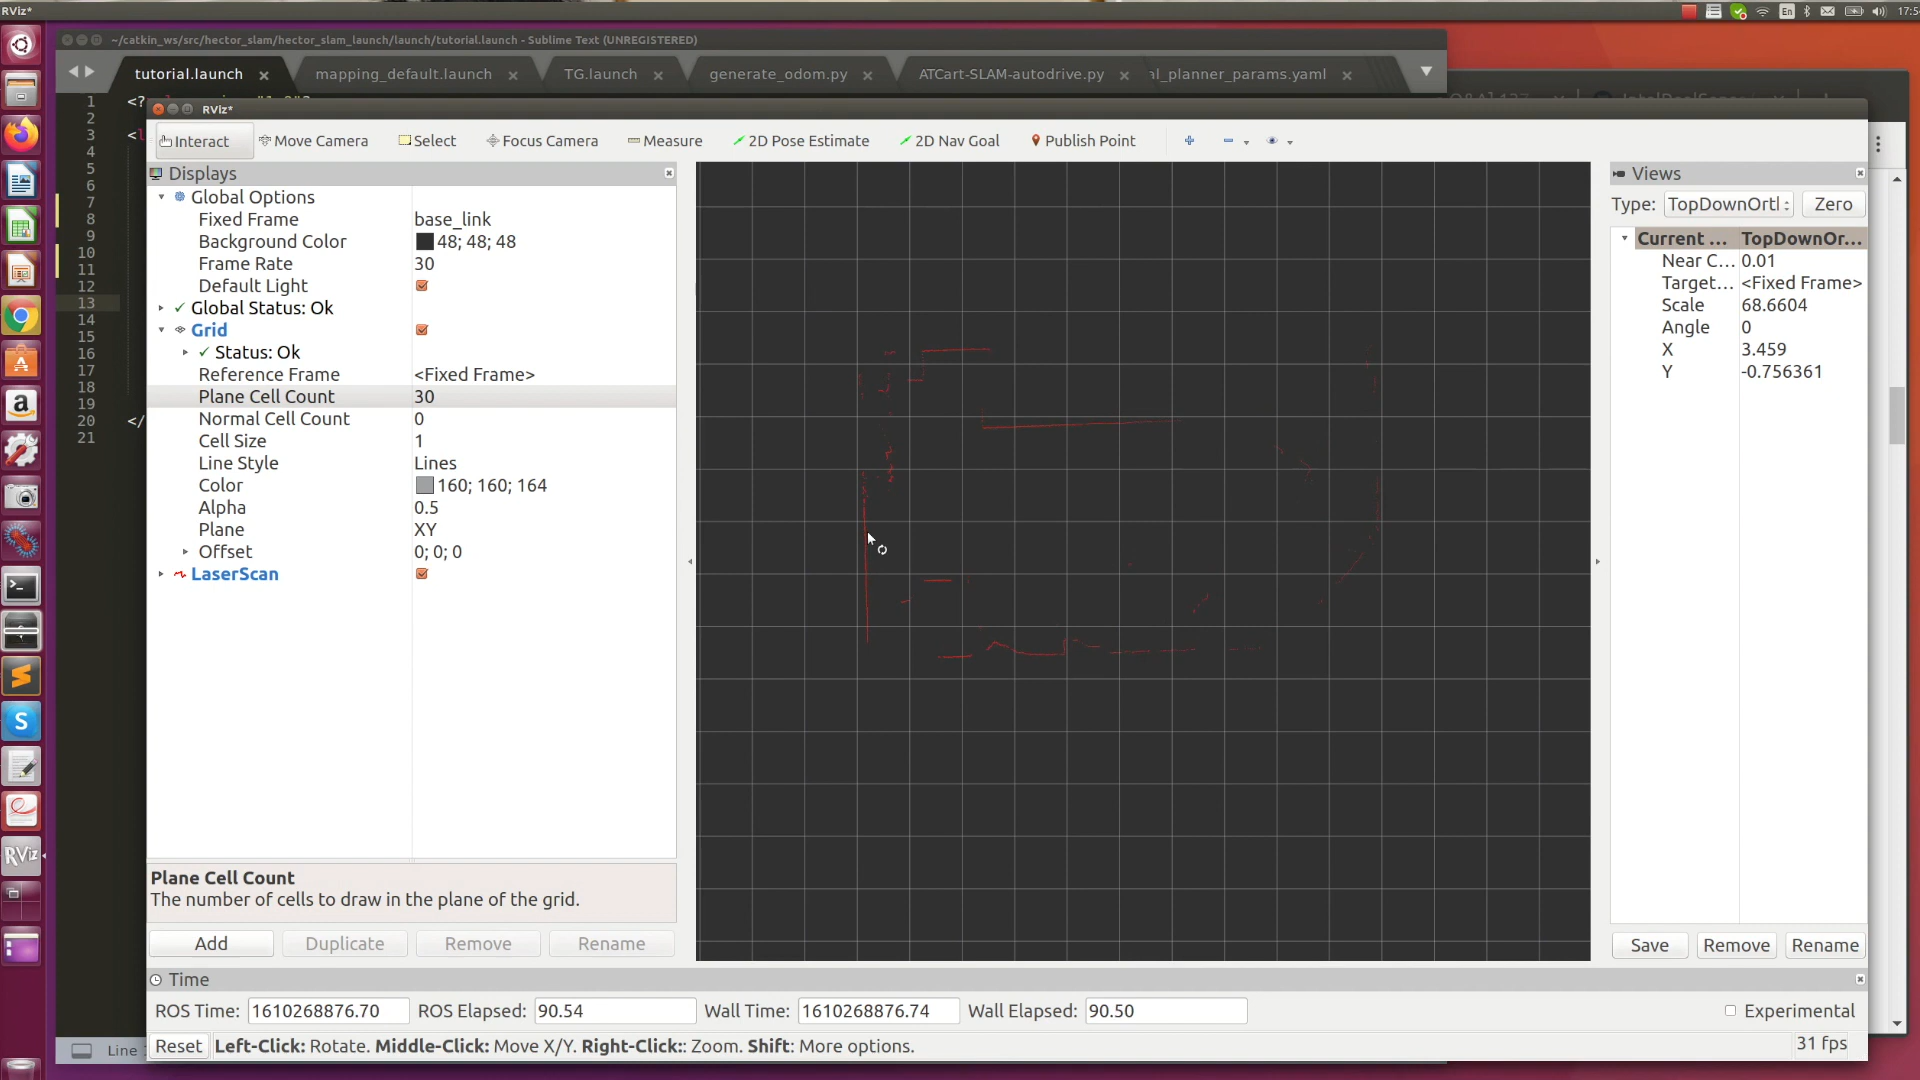 RViz*
En
17:5
~/catkin_ws/src/hector_slam/hector_slam_launch/launch/tutorial.launch - Sublime Text (UNREGISTERED)
tutorial.launch
mapping_default.launch
TG.launch
generate_odom.py
ATCart-SLAM-autodrive.py
al_planner_params.yaml
1
2
3
4
5
6
7
8
9
10
11
12
13
14
15
16
17
18
19
20
21
<?
</
Line
RViz*
Interact
Move Camera
Select
Focus Camera
Measure
2D Pose Estimate
2D Nav Goal
Publish Point
Displays
Global Options
Fixed Frame base_link
Background Color 48; 48; 48
Frame Rate 30
Default Light
Global Status: Ok
Grid
Status: Ok
Reference Frame <Fixed Frame>
Plane Cell Count 30
Normal Cell Count 0
Cell Size 1
Line Style Lines
Color 160; 160; 164
Alpha 0.5
Plane XY
Offset 0; 0; 0
LaserScan
Plane Cell Count
The number of cells to draw in the plane of the grid.
Add Duplicate Remove Rename
Views
Type: TopDownOrtl Zero
Current ... TopDownOr...
Near C... 0.01
Target... <Fixed Frame>
Scale 68.6604
Angle 0
X 3.459
Y -0.756361
Save Remove Rename
Time
ROS Time: 1610268876.70 ROS Elapsed: 90.54 Wall Time: 1610268876.74 Wall Elapsed: 90.50 Experimental
Reset Left-Click: Rotate. Middle-Click: Move X/Y. Right-Click:: Zoom. Shift: More options. 31 fps
RViz